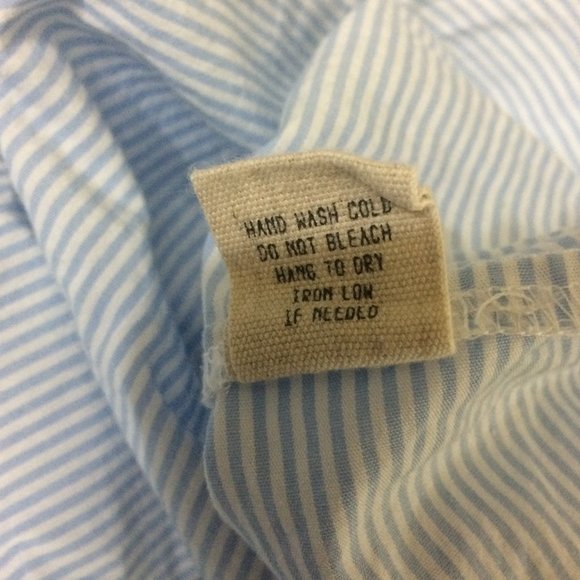 HAND WASH COLD
DO NOT BLEACH
HANG TO DRY
IRON LOW
IF NEEDED